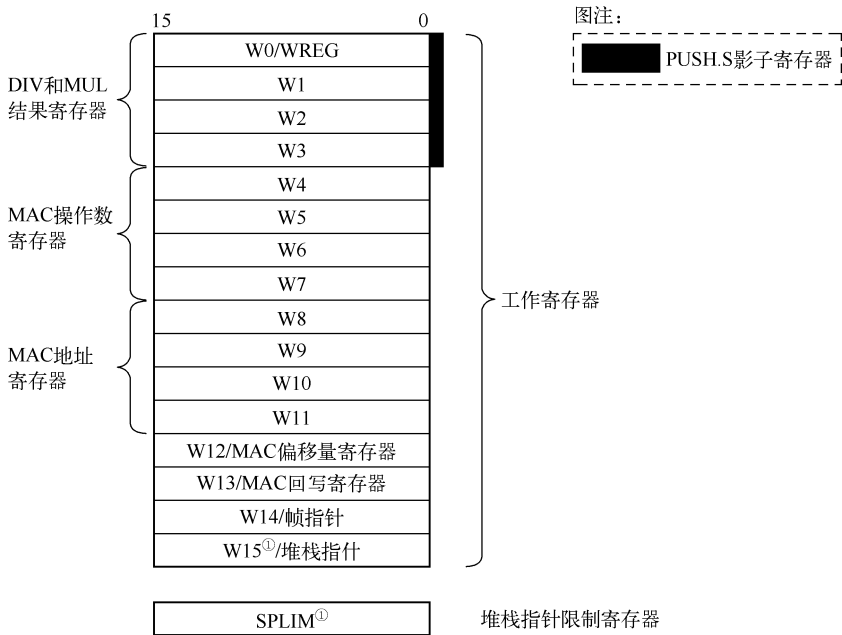 15 0
图注：
PUSH.S影子寄存器
DIV和MUL
结果寄存器
W0/WREG
W1
W2
W3
MAC操作数
寄存器
W4
W5
W6
W7
工作寄存器
MAC地址
寄存器
W8
W9
W10
W11
W12/MAC偏移量寄存器
W13/MAC回写寄存器
W14/帧指针
W15①/堆栈指什
SPLIM①
堆栈指针限制寄存器